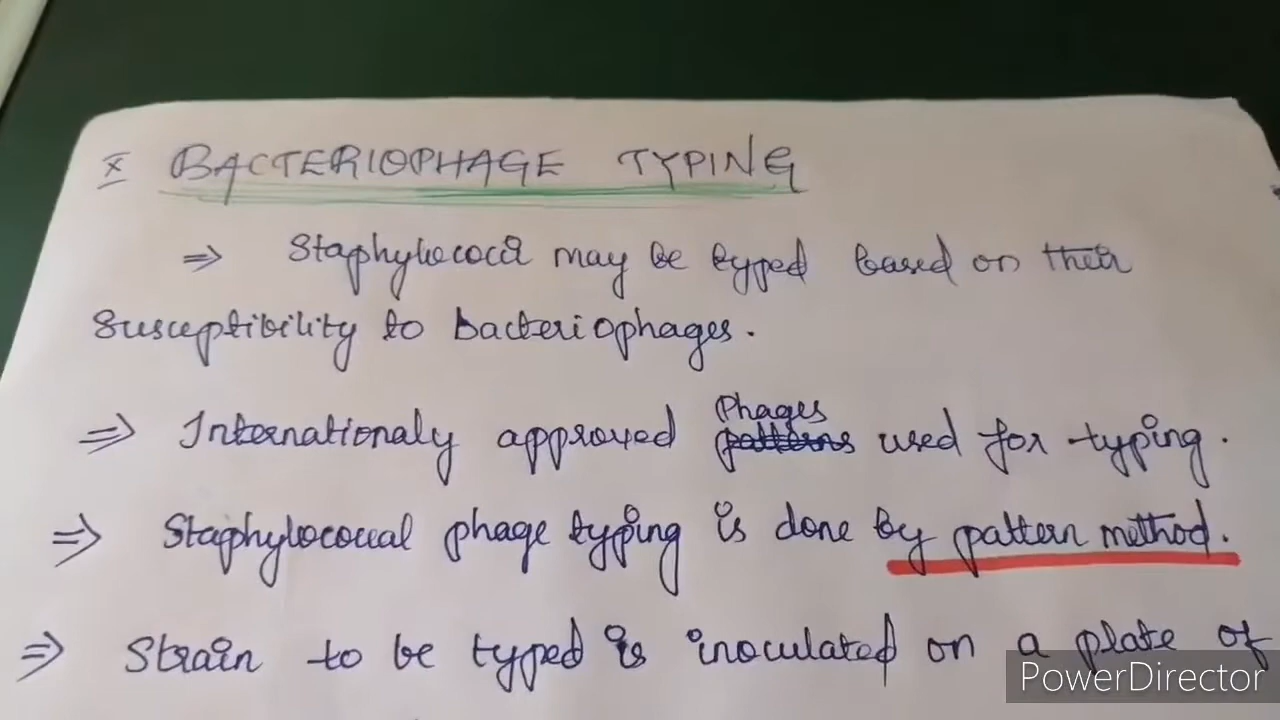 X BACTERIOPHAGE TYPING
⇒ Staphylococci may be typed based on their
susceptibility to bacteriophages.
⇒ Internationaly approved Phages used for typing.
⇒ Staphylococcal phage typing is done by pattern method.
⇒ Strain to be typed is inoculated on a plate of
PowerDirector